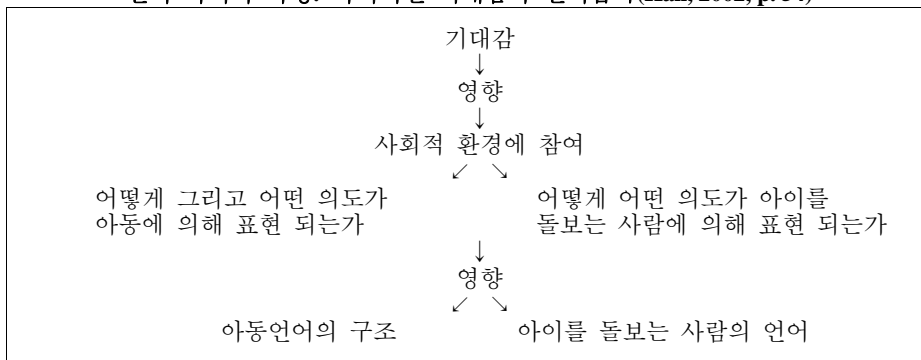 (Hall, 2002, p. 34)
기대감
↓
영향
↓
사회적 환경에 참여
↙ ↘
어떻게 그리고 어떤 의도가 어떻게 어떤 의도가 아이를
아동에 의해 표현 되는가 돌보는 사람에 의해 표현 되는가
↓
영향
↙ ↘
아동언어의 구조 아이를 돌보는 사람의 언어